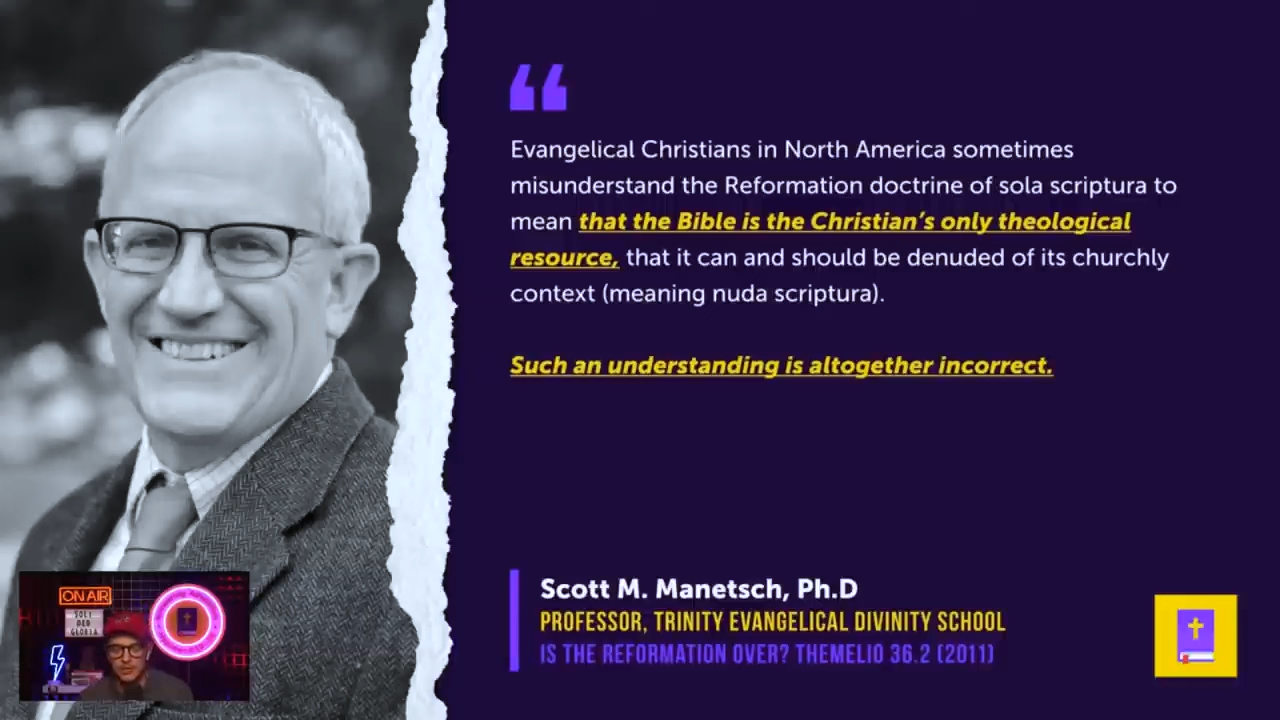 “
Evangelical Christians in North America sometimes
misunderstand the Reformation doctrine of sola scriptura to
mean that the Bible is the Christian’s only theological
resource, that it can and should be denuded of its churchly
context (meaning nuda scriptura).
Such an understanding is altogether incorrect.
Scott M. Manetsch, Ph.D
PROFESSOR, TRINITY EVANGELICAL DIVINITY SCHOOL
IS THE REFORMATION OVER? THEMELIO 36.2 (2011)
ON AIR
SOLI
DEO
GLORIA